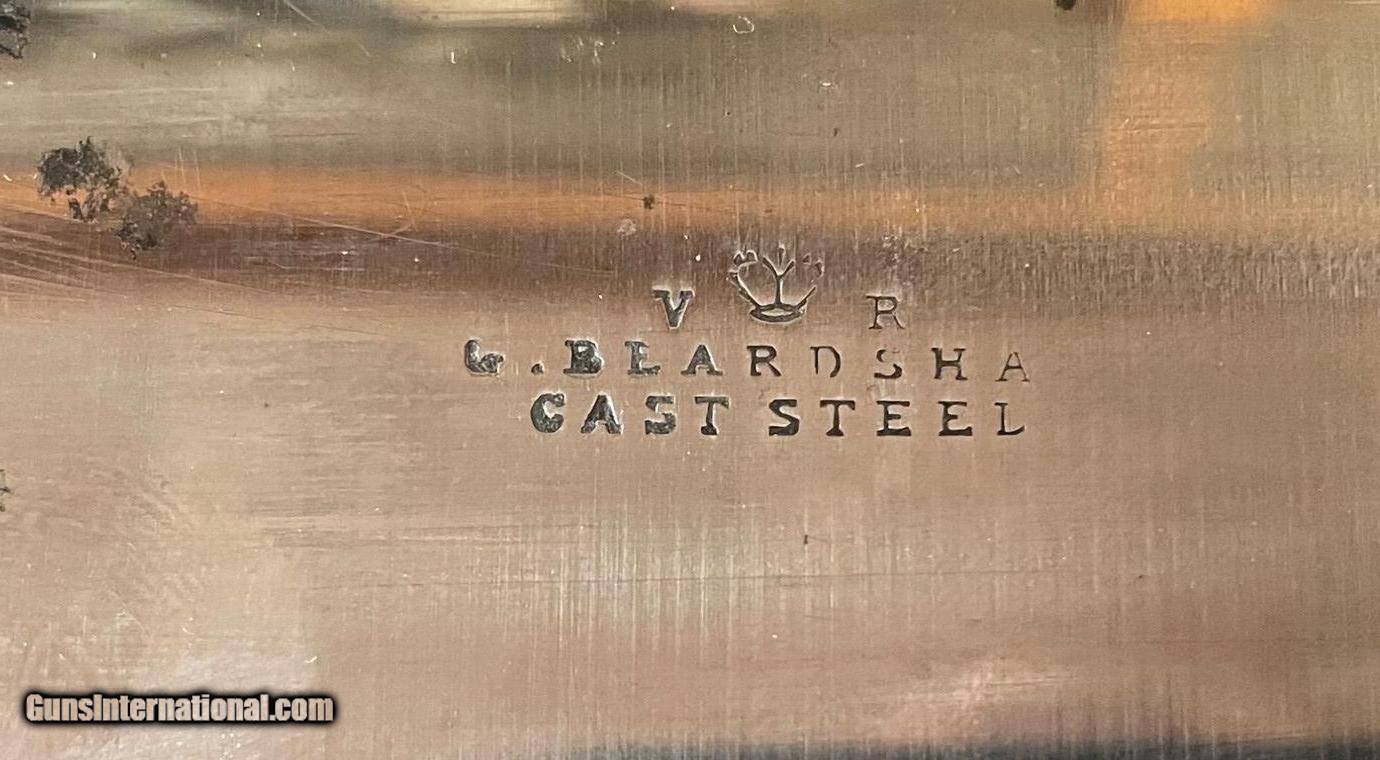 V R
G. BEARDSHA
CAST STEEL
GunsInternational.com